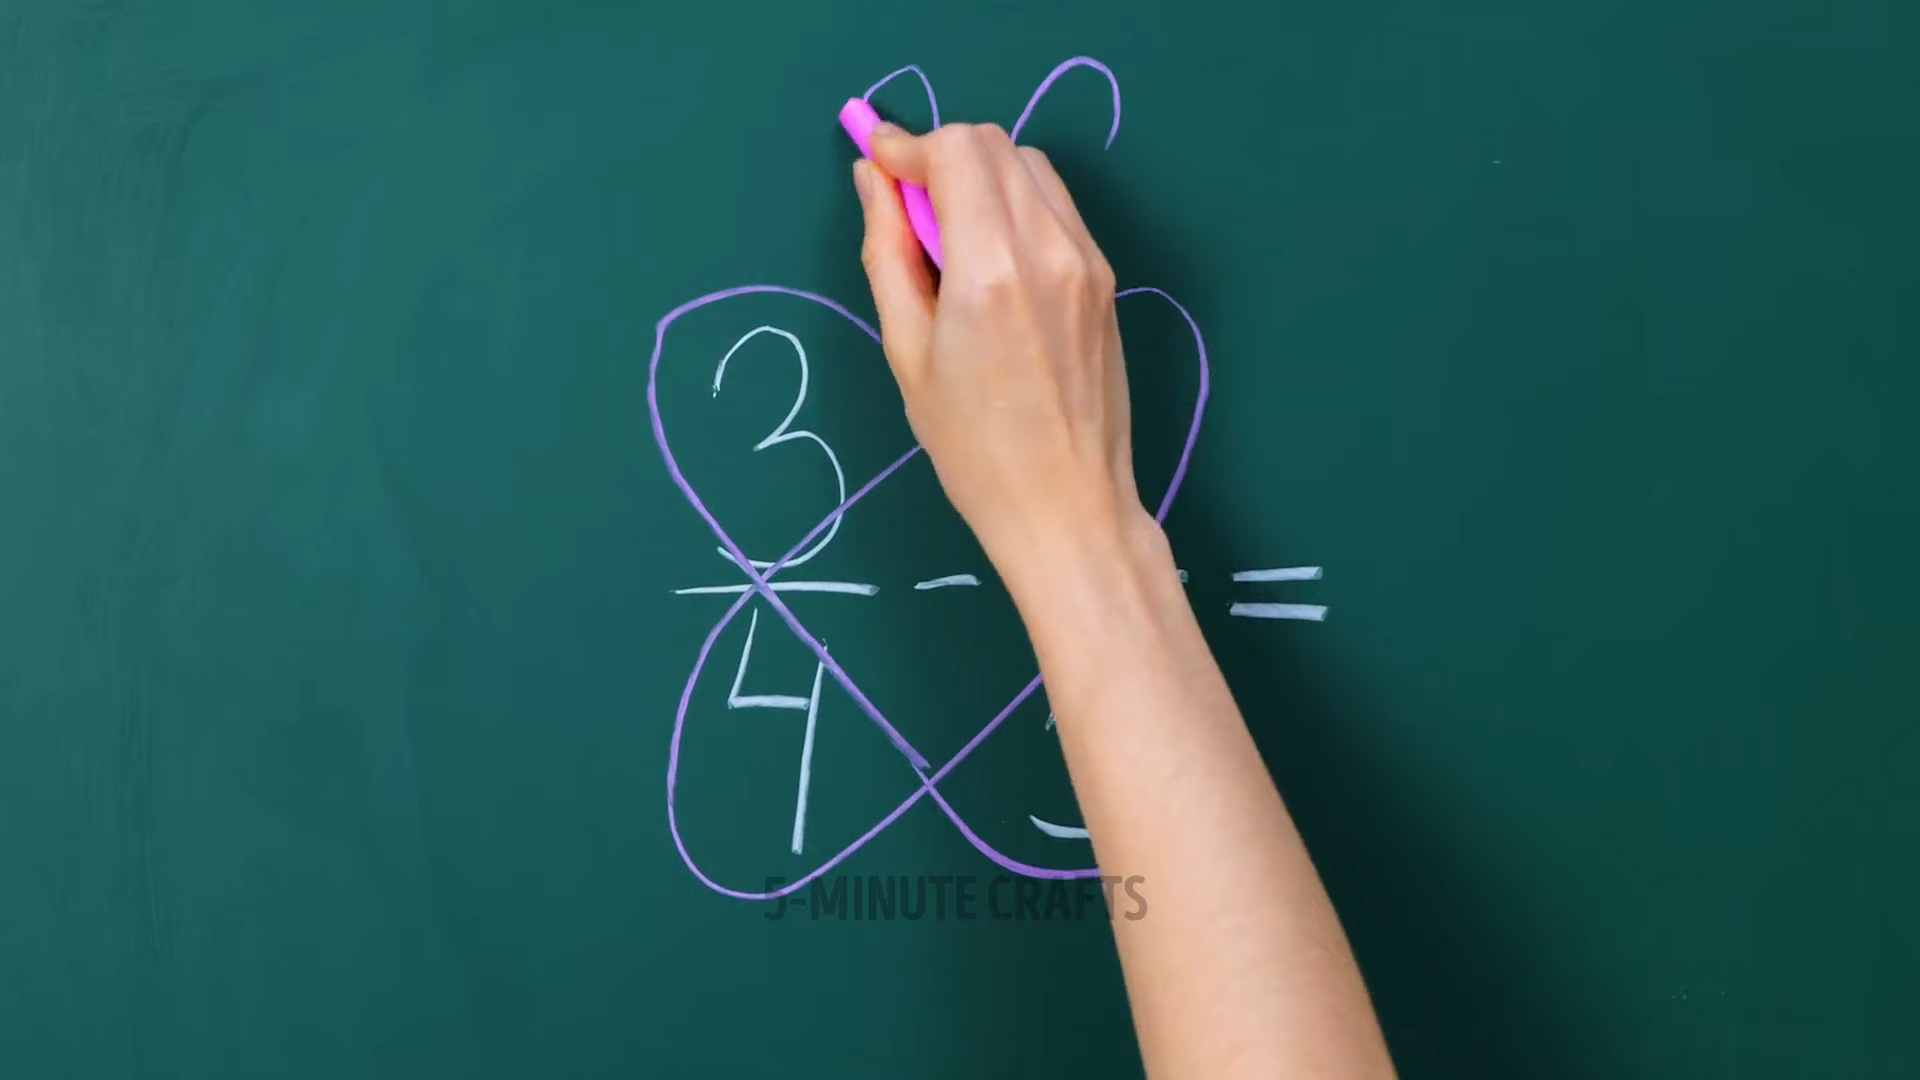 3
— - =
4
5-MINUTE CRAFTS